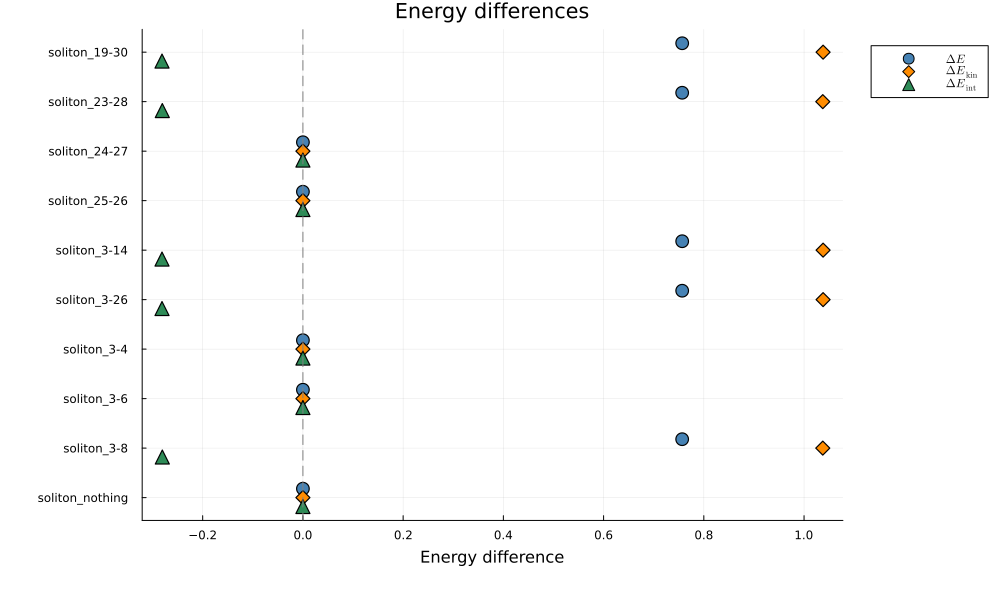 Energy differences
soliton_19-30
soliton_23-28
soliton_24-27
soliton_25-26
soliton_3-14
soliton_3-26
soliton_3-4
soliton_3-6
soliton_3-8
soliton_nothing
ΔE
ΔE_kin
ΔE_int
−0.2 0.0 0.2 0.4 0.6 0.8 1.0
Energy difference